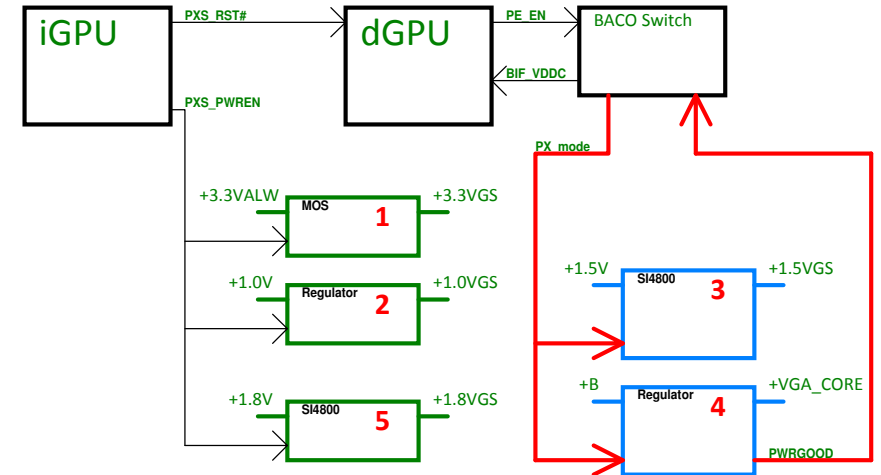 iGPU
PXS_RST#
dGPU
PE_EN
BACO Switch
BIF_VDDC
PXS_PWREN
PX_mode
+3.3VALW
MOS
1
+3.3VGS
+1.0V
Regulator
2
+1.0VGS
+1.5V
SI4800
3
+1.5VGS
+1.8V
SI4800
5
+1.8VGS
+B
Regulator
4
+VGA_CORE
PWRGOOD